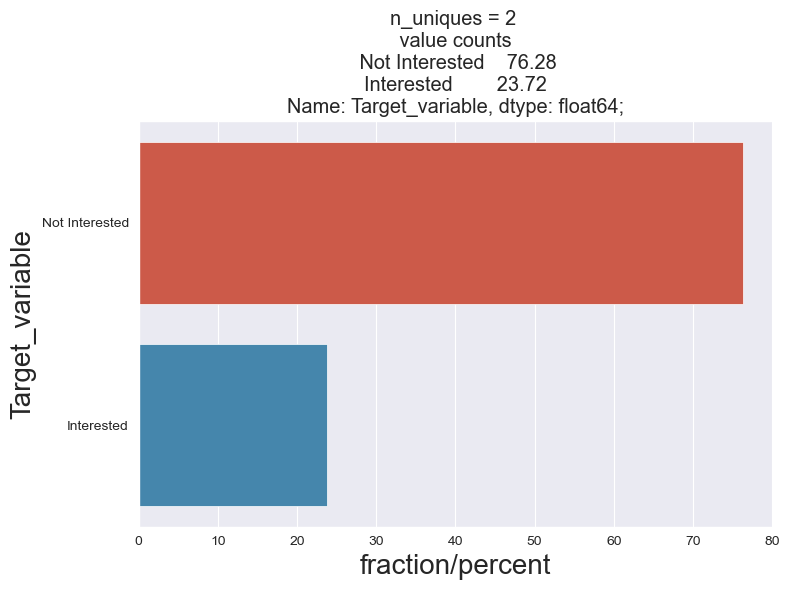 n_uniques = 2
value counts
Not Interested    76.28
Interested        23.72
Name: Target_variable, dtype: float64;
Target_variable
Not Interested
Interested
0 10 20 30 40 50 60 70 80
fraction/percent